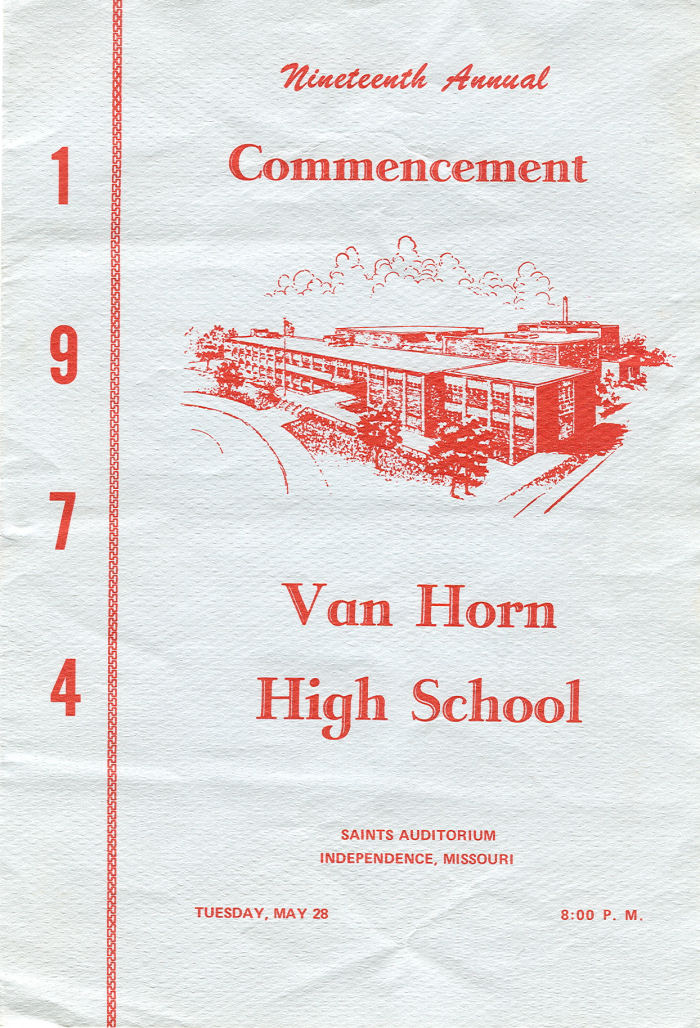 Nineteenth Annual
Commencement
1
9
7
4
Van Horn
High School
SAINTS AUDITORIUM
INDEPENDENCE, MISSOURI
TUESDAY, MAY 28
8:00 P. M.